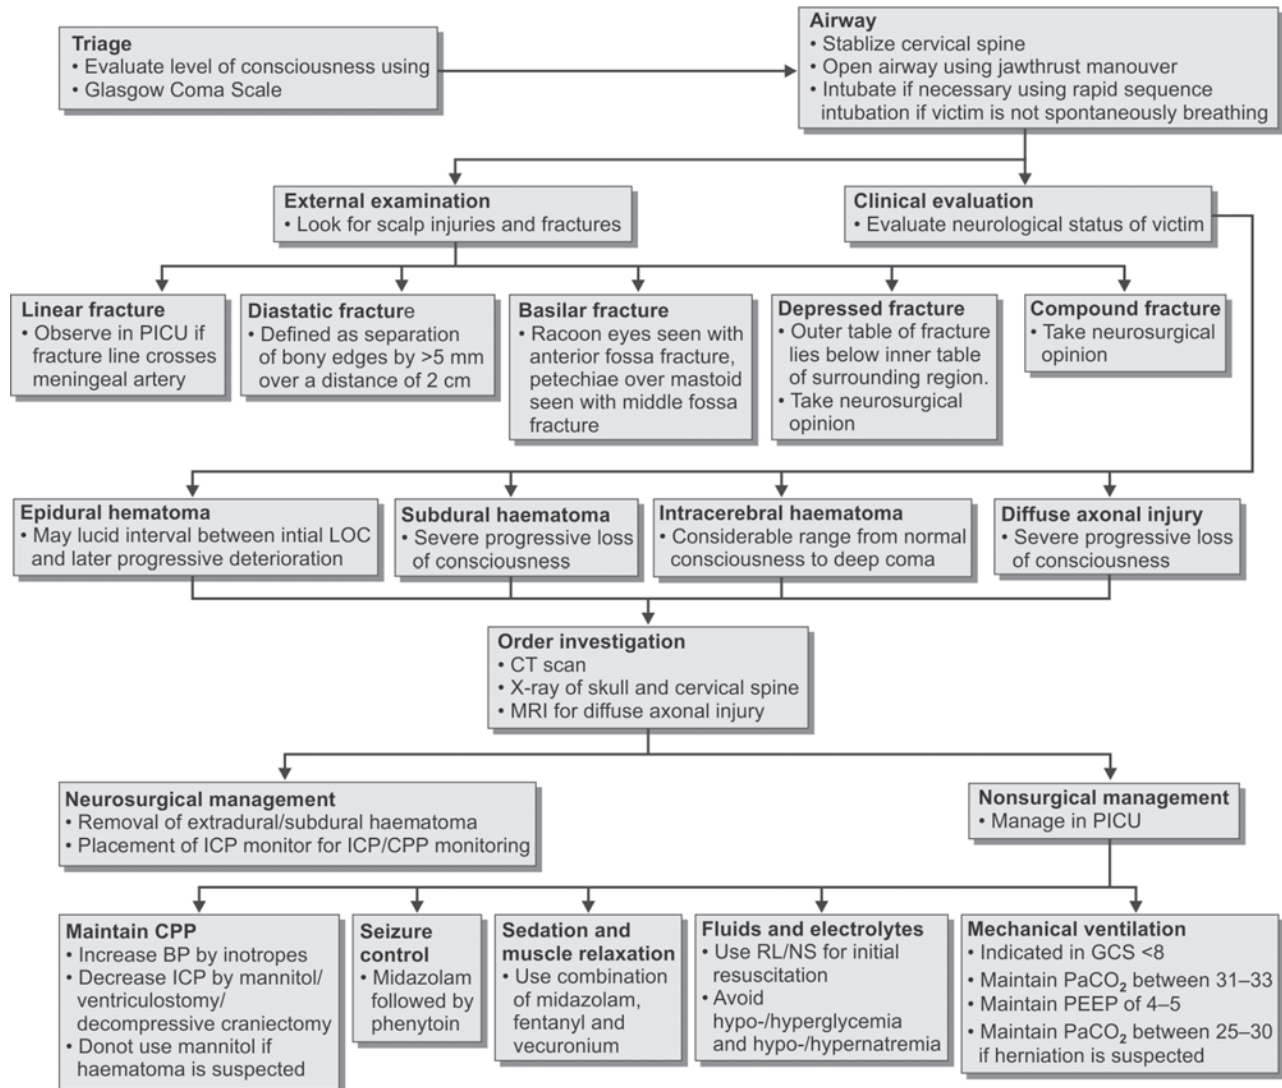 Triage
• Evaluate level of consciousness using
• Glasgow Coma Scale
Airway
• Stablize cervical spine
• Open airway using jawthrust manouver
• Intubate if necessary using rapid sequence
intubation if victim is not spontaneously breathing
External examination
• Look for scalp injuries and fractures
Clinical evaluation
• Evaluate neurological status of victim
Linear fracture
• Observe in PICU if
fracture line crosses
meningeal artery
Diastatic fracture
• Defined as separation
of bony edges by >5 mm
over a distance of 2 cm
Basilar fracture
• Racoon eyes seen with
anterior fossa fracture,
petechiae over mastoid
seen with middle fossa
fracture
Depressed fracture
• Outer table of fracture
lies below inner table
of surrounding region.
• Take neurosurgical
opinion
Compound fracture
• Take neurosurgical
opinion
Epidural hematoma
• May lucid interval between intial LOC
and later progressive deterioration
Subdural haematoma
• Severe progressive loss
of consciousness
Intracerebral haematoma
• Considerable range from normal
consciousness to deep coma
Diffuse axonal injury
• Severe progressive loss
of consciousness
Order investigation
• CT scan
• X-ray of skull and cervical spine
• MRI for diffuse axonal injury
Neurosurgical management
• Removal of extradural/subdural haematoma
• Placement of ICP monitor for ICP/CPP monitoring
Nonsurgical management
• Manage in PICU
Maintain CPP
• Increase BP by inotropes
• Decrease ICP by mannitol/
ventriculostomy/
decompressive craniectomy
• Donot use mannitol if
haematoma is suspected
Seizure
control
• Midazolam
followed by
phenytoin
Sedation and
muscle relaxation
• Use combination
of midazolam,
fentanyl and
vecuronium
Fluids and electrolytes
• Use RL/NS for initial
resuscitation
• Avoid
hypo-/hyperglycemia
and hypo-/hypernatremia
Mechanical ventilation
• Indicated in GCS <8
• Maintain PaCO₂ between 31–33
• Maintain PEEP of 4–5
• Maintain PaCO₂ between 25–30
if herniation is suspected